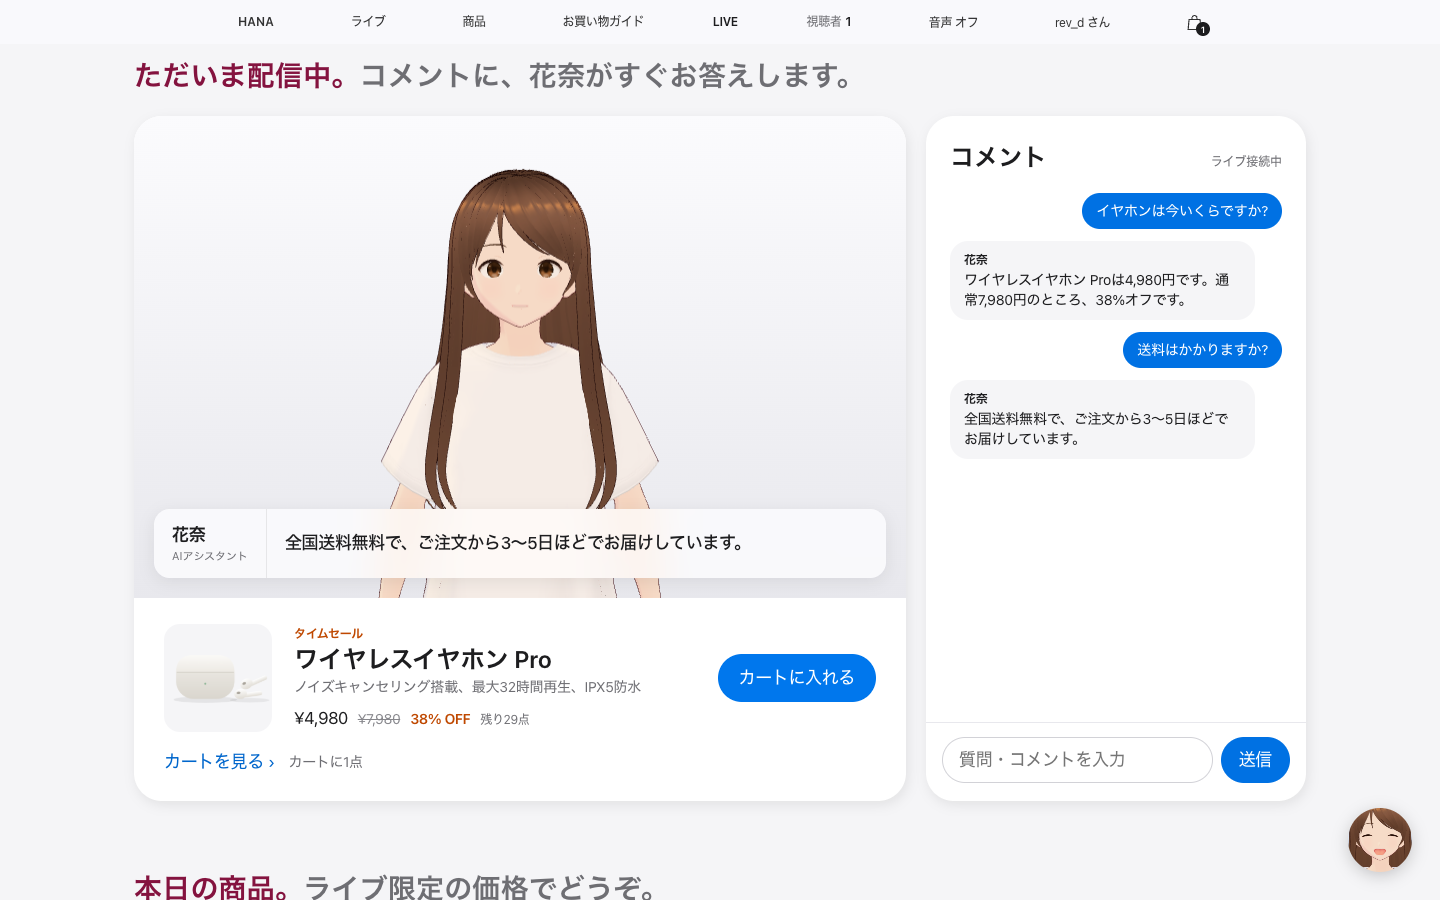 HANA
ライブ
商品
お買い物ガイド
LIVE
視聴者 1
音声 オフ
rev_d さん
1
ただいま配信中。コメントに、花奈がすぐお答えします。
花奈
AIアシスタント
全国送料無料で、ご注文から3〜5日ほどでお届けしています。
タイムセール
ワイヤレスイヤホン Pro
ノイズキャンセリング搭載、最大32時間再生、IPX5防水
¥4,980 ¥7,980 38% OFF 残り29点
カートに入れる
カートを見る › カートに1点
コメント
ライブ接続中
イヤホンは今いくらですか?
花奈
ワイヤレスイヤホン Proは4,980円です。通
常7,980円のところ、38%オフです。
送料はかかりますか?
花奈
全国送料無料で、ご注文から3〜5日ほどで
お届けしています。
質問・コメントを入力
送信
本日の商品。ライブ限定の価格でどうぞ。